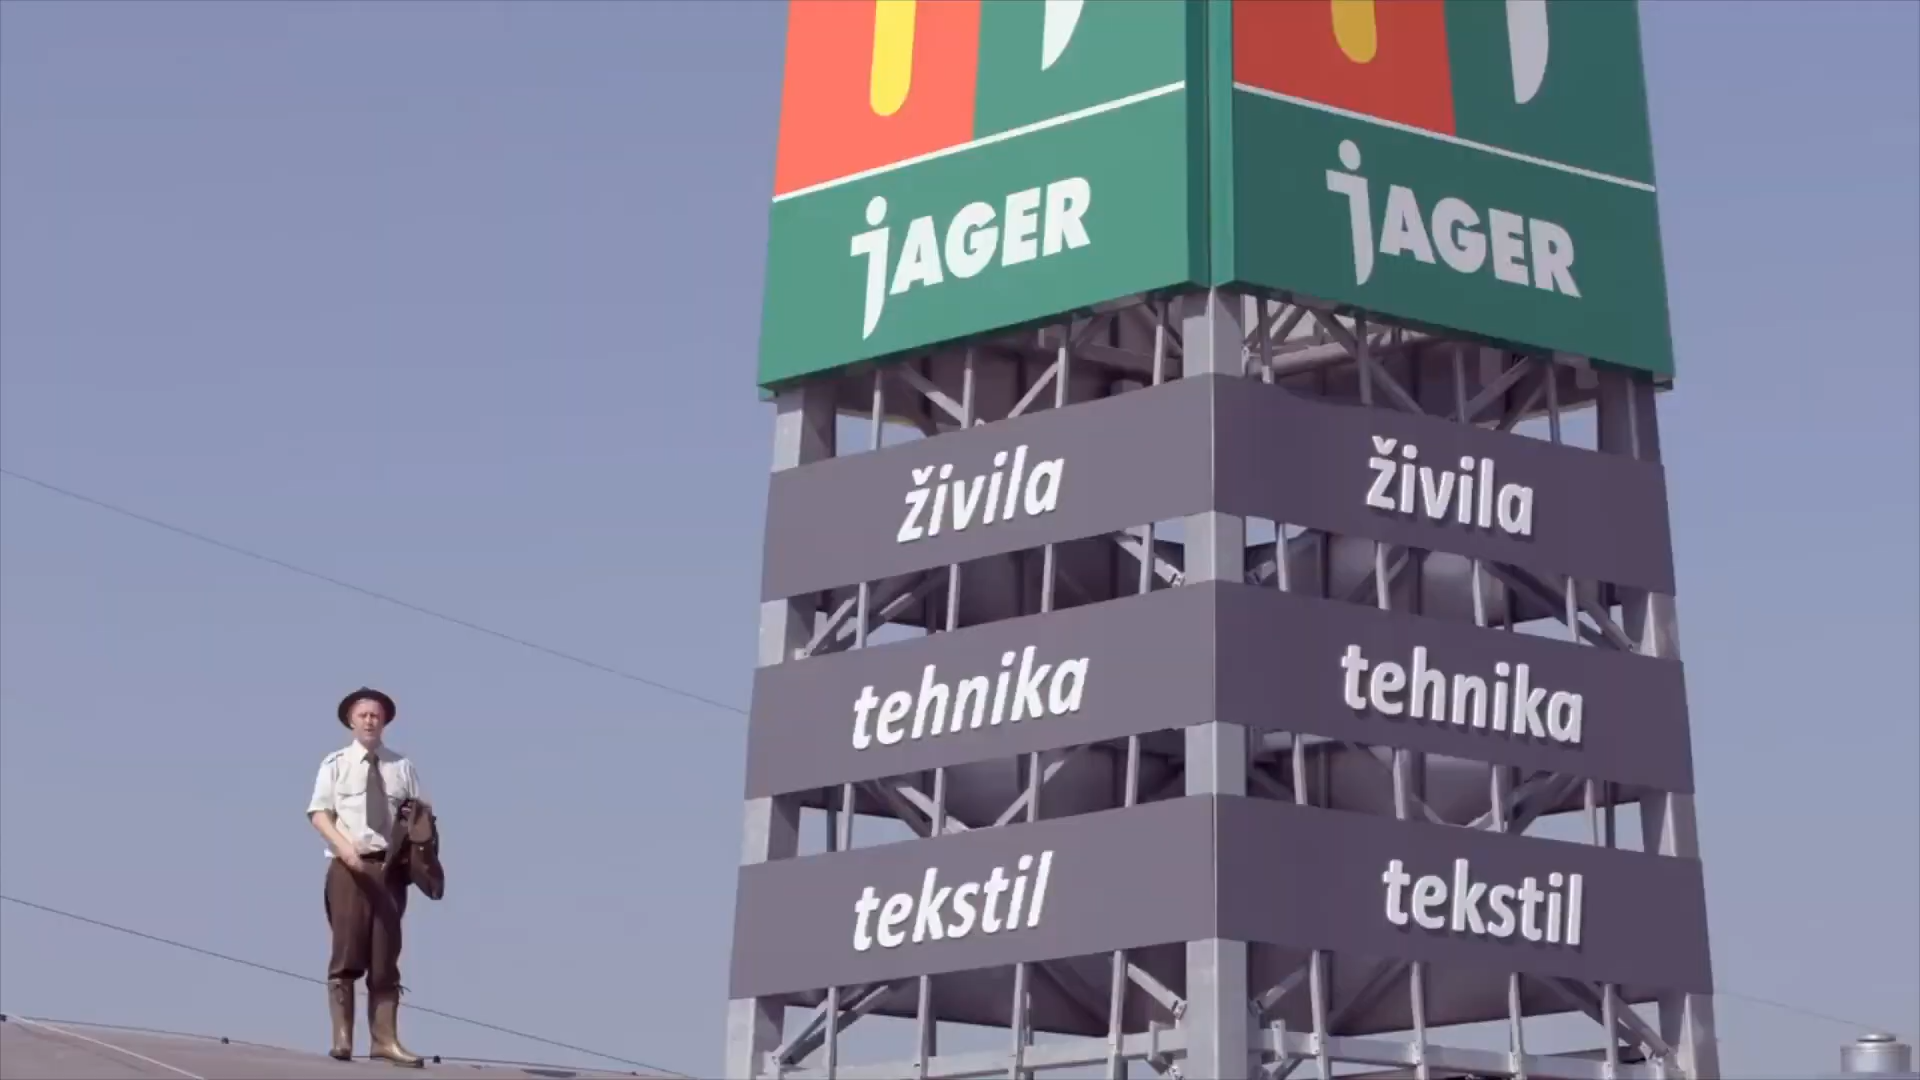 jAGER
jAGER
živila
živila
tehnika
tehnika
tekstil
tekstil